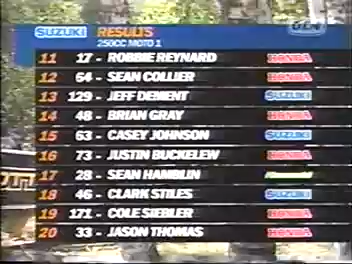 SUZUKI RESULTS
250CC MOTO 1
11 17 - ROBBIE REYNARD HONDA
12 64 - SEAN COLLIER HONDA
13 129 - JEFF DEMENT SUZUKI
14 48 - BRIAN GRAY HONDA
15 63 - CASEY JOHNSON SUZUKI
16 73 - JUSTIN BUCKELEW HONDA
17 28 - SEAN HAMBLIN
18 46 - CLARK STILES SUZUKI
19 171 - COLE SIEBLER HONDA
20 33 - JASON THOMAS HONDA